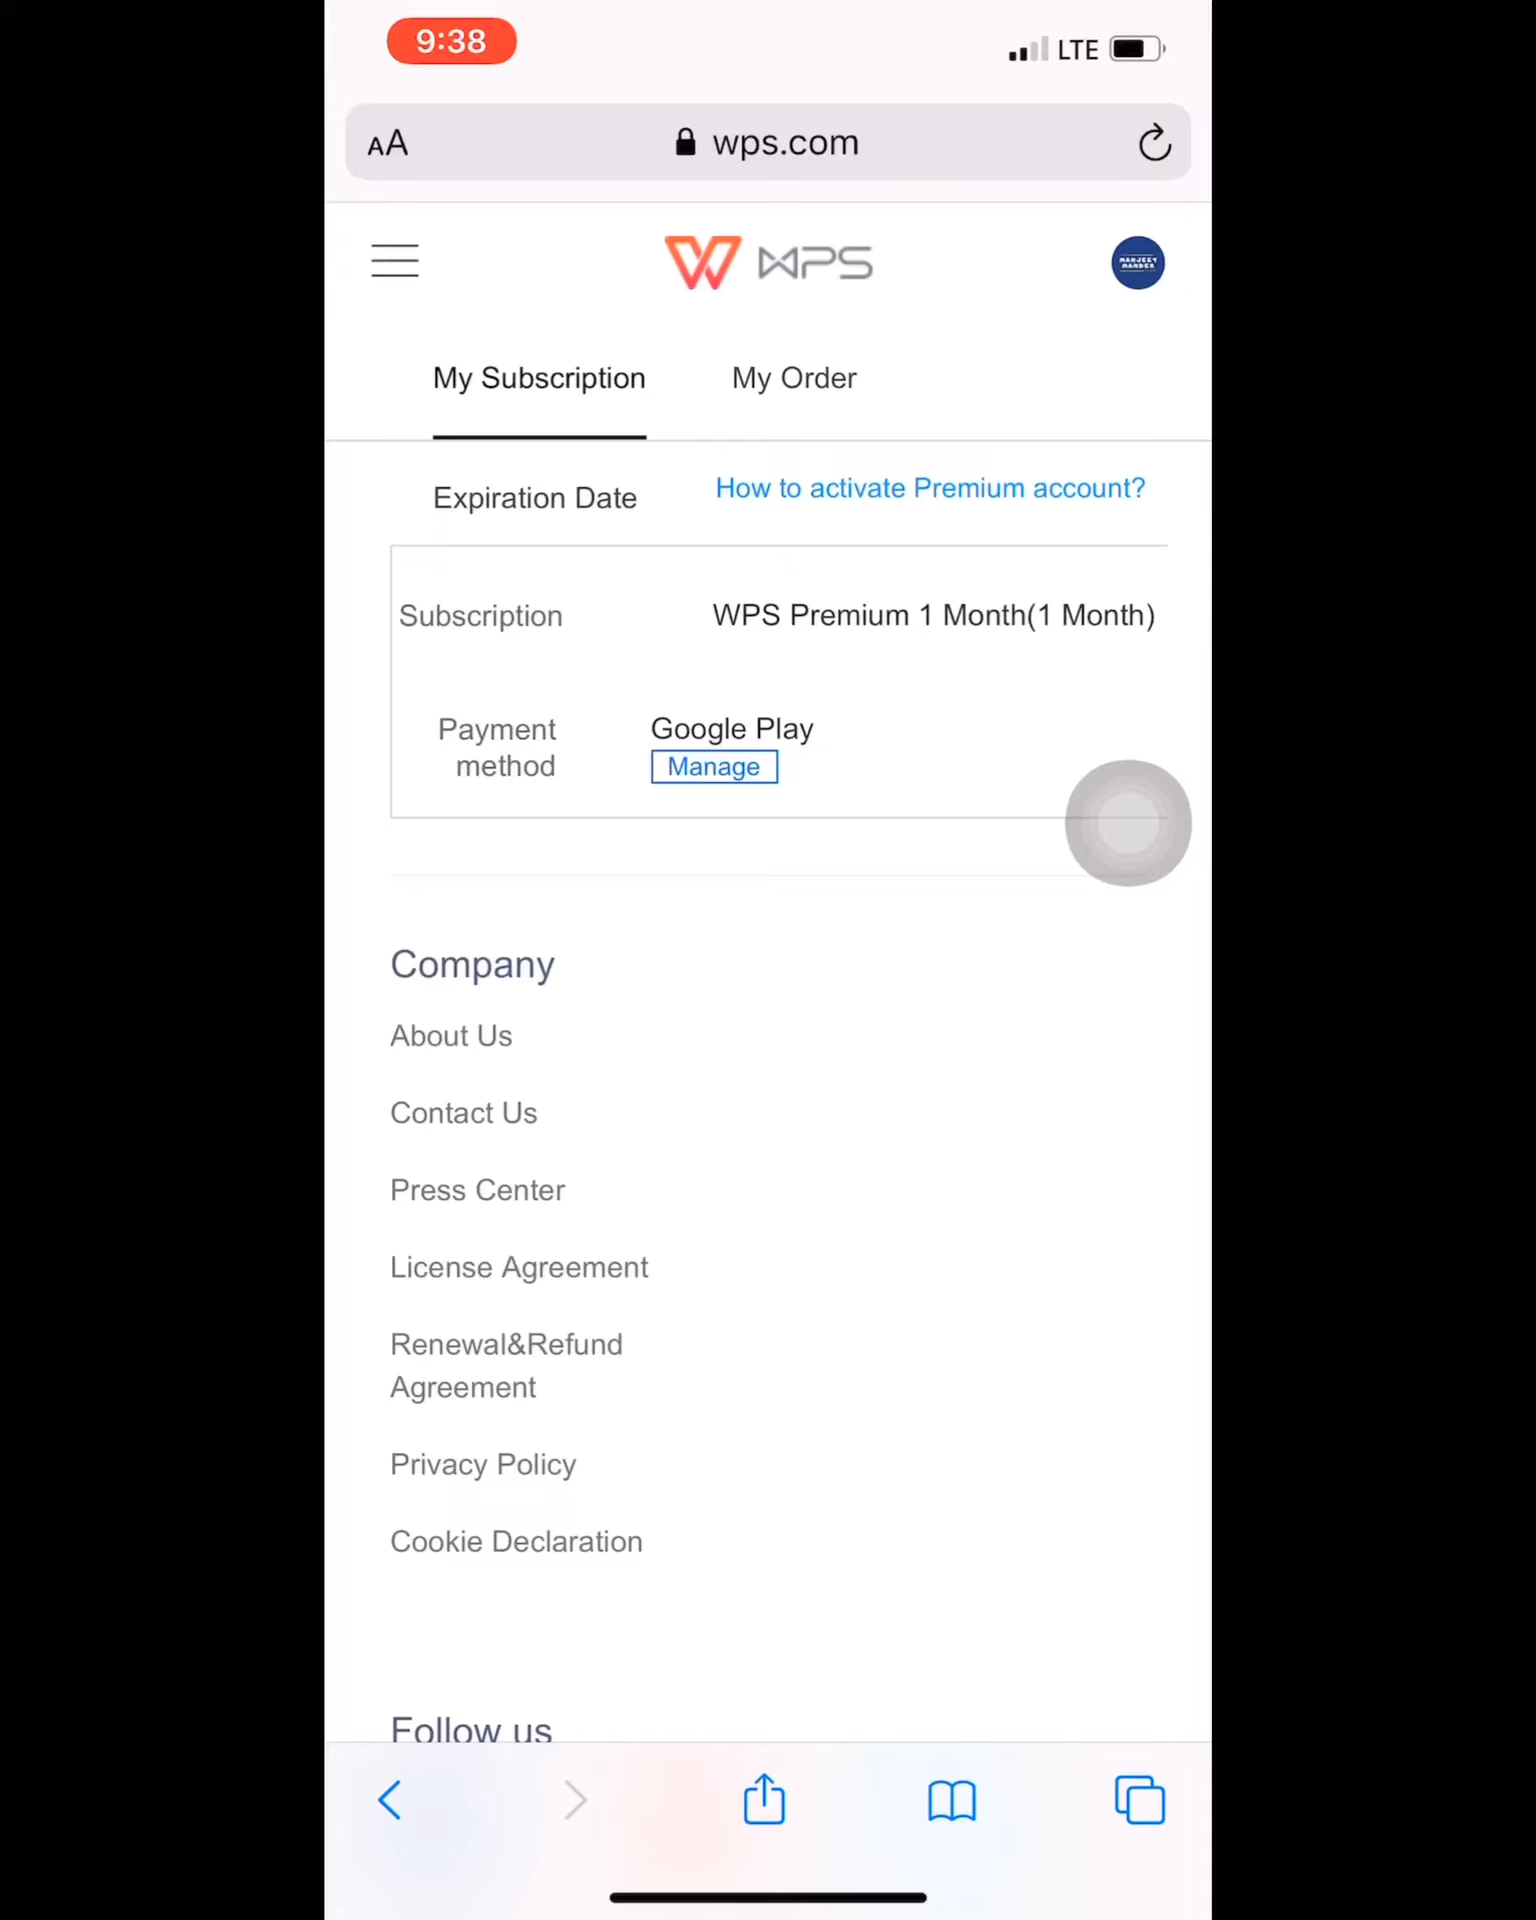 9:38
LTE
AA
wps.com
WPS
MANJEET
MANDER
My Subscription
My Order
Expiration Date
How to activate Premium account?
Subscription
WPS Premium 1 Month(1 Month)
Payment
method
Google Play
Manage
Company
About Us
Contact Us
Press Center
License Agreement
Renewal&Refund
Agreement
Privacy Policy
Cookie Declaration
Follow us